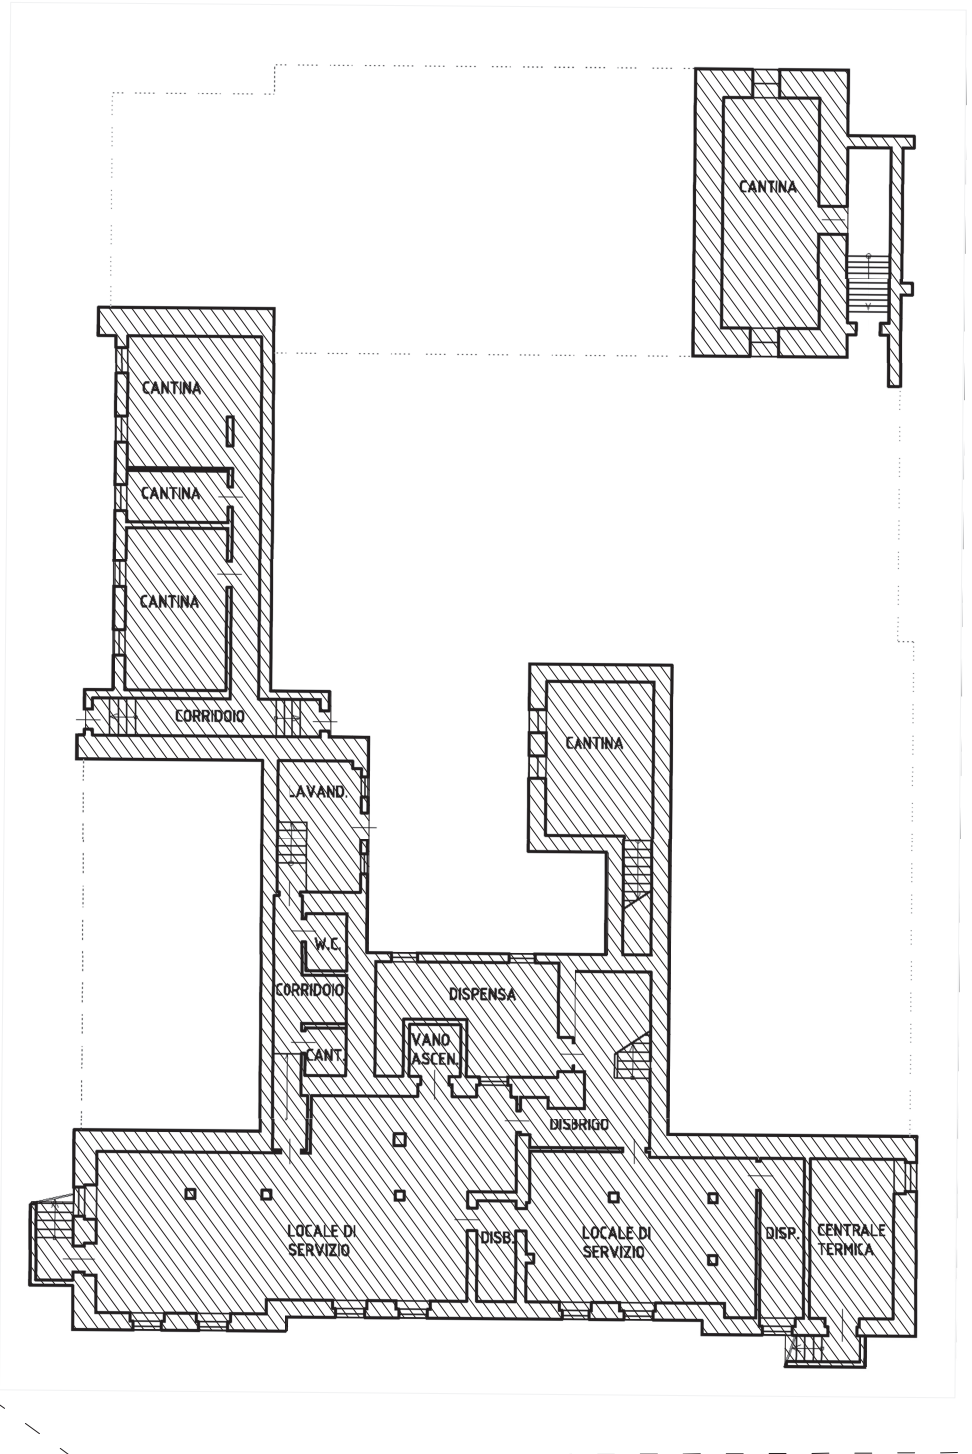 CANTINA
CANTINA
CANTINA
CANTINA
CORRIDOIO
CANTINA
LAVAND.
W.C.
CORRIDOIO
DISPENSA
VANO
ASCEN.
CANT.
DISBRIGO
LOCALE DI
SERVIZIO
DISB.
LOCALE DI
SERVIZIO
DISP.
CENTRALE
TERMICA